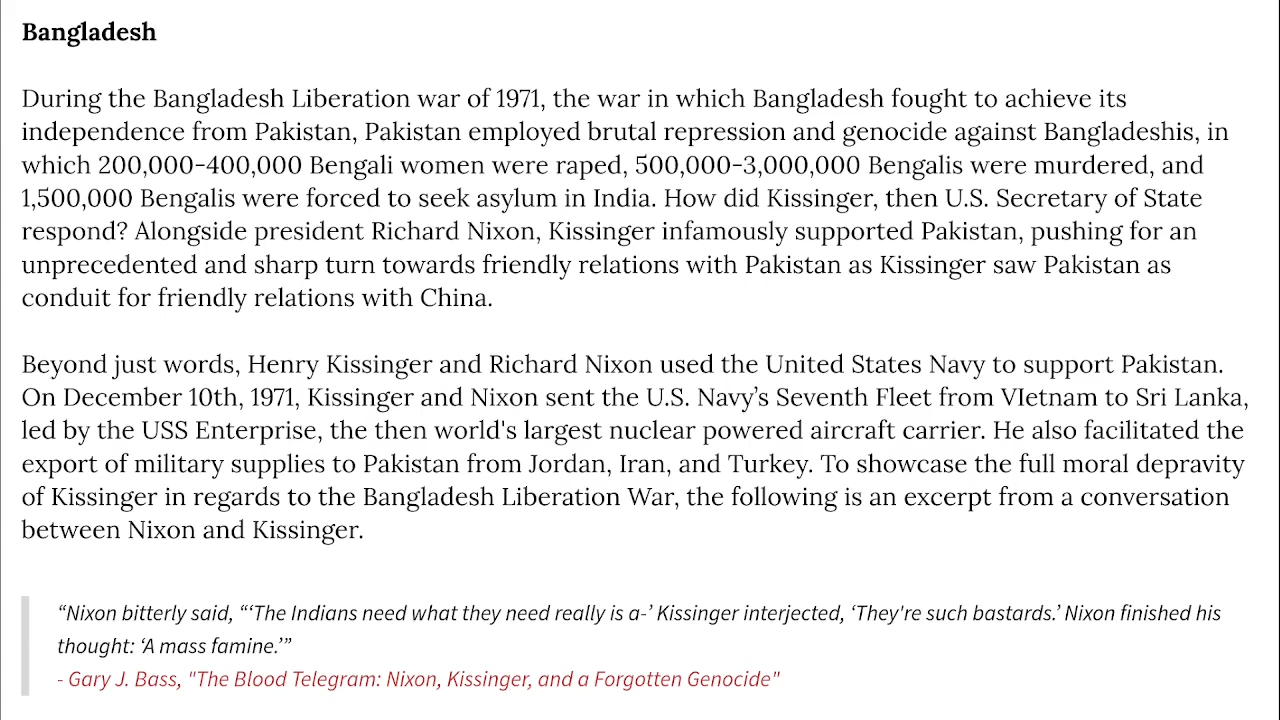 Bangladesh
During the Bangladesh Liberation war of 1971, the war in which Bangladesh fought to achieve its
independence from Pakistan, Pakistan employed brutal repression and genocide against Bangladeshis, in
which 200,000-400,000 Bengali women were raped, 500,000-3,000,000 Bengalis were murdered, and
1,500,000 Bengalis were forced to seek asylum in India. How did Kissinger, then U.S. Secretary of State
respond? Alongside president Richard Nixon, Kissinger infamously supported Pakistan, pushing for an
unprecedented and sharp turn towards friendly relations with Pakistan as Kissinger saw Pakistan as
conduit for friendly relations with China.
Beyond just words, Henry Kissinger and Richard Nixon used the United States Navy to support Pakistan.
On December 10th, 1971, Kissinger and Nixon sent the U.S. Navy’s Seventh Fleet from VIetnam to Sri Lanka,
led by the USS Enterprise, the then world's largest nuclear powered aircraft carrier. He also facilitated the
export of military supplies to Pakistan from Jordan, Iran, and Turkey. To showcase the full moral depravity
of Kissinger in regards to the Bangladesh Liberation War, the following is an excerpt from a conversation
between Nixon and Kissinger.
“Nixon bitterly said, “‘The Indians need what they need really is a-’ Kissinger interjected, ‘They're such bastards.’ Nixon finished his
thought: ‘A mass famine.’”
- Gary J. Bass, "The Blood Telegram: Nixon, Kissinger, and a Forgotten Genocide"